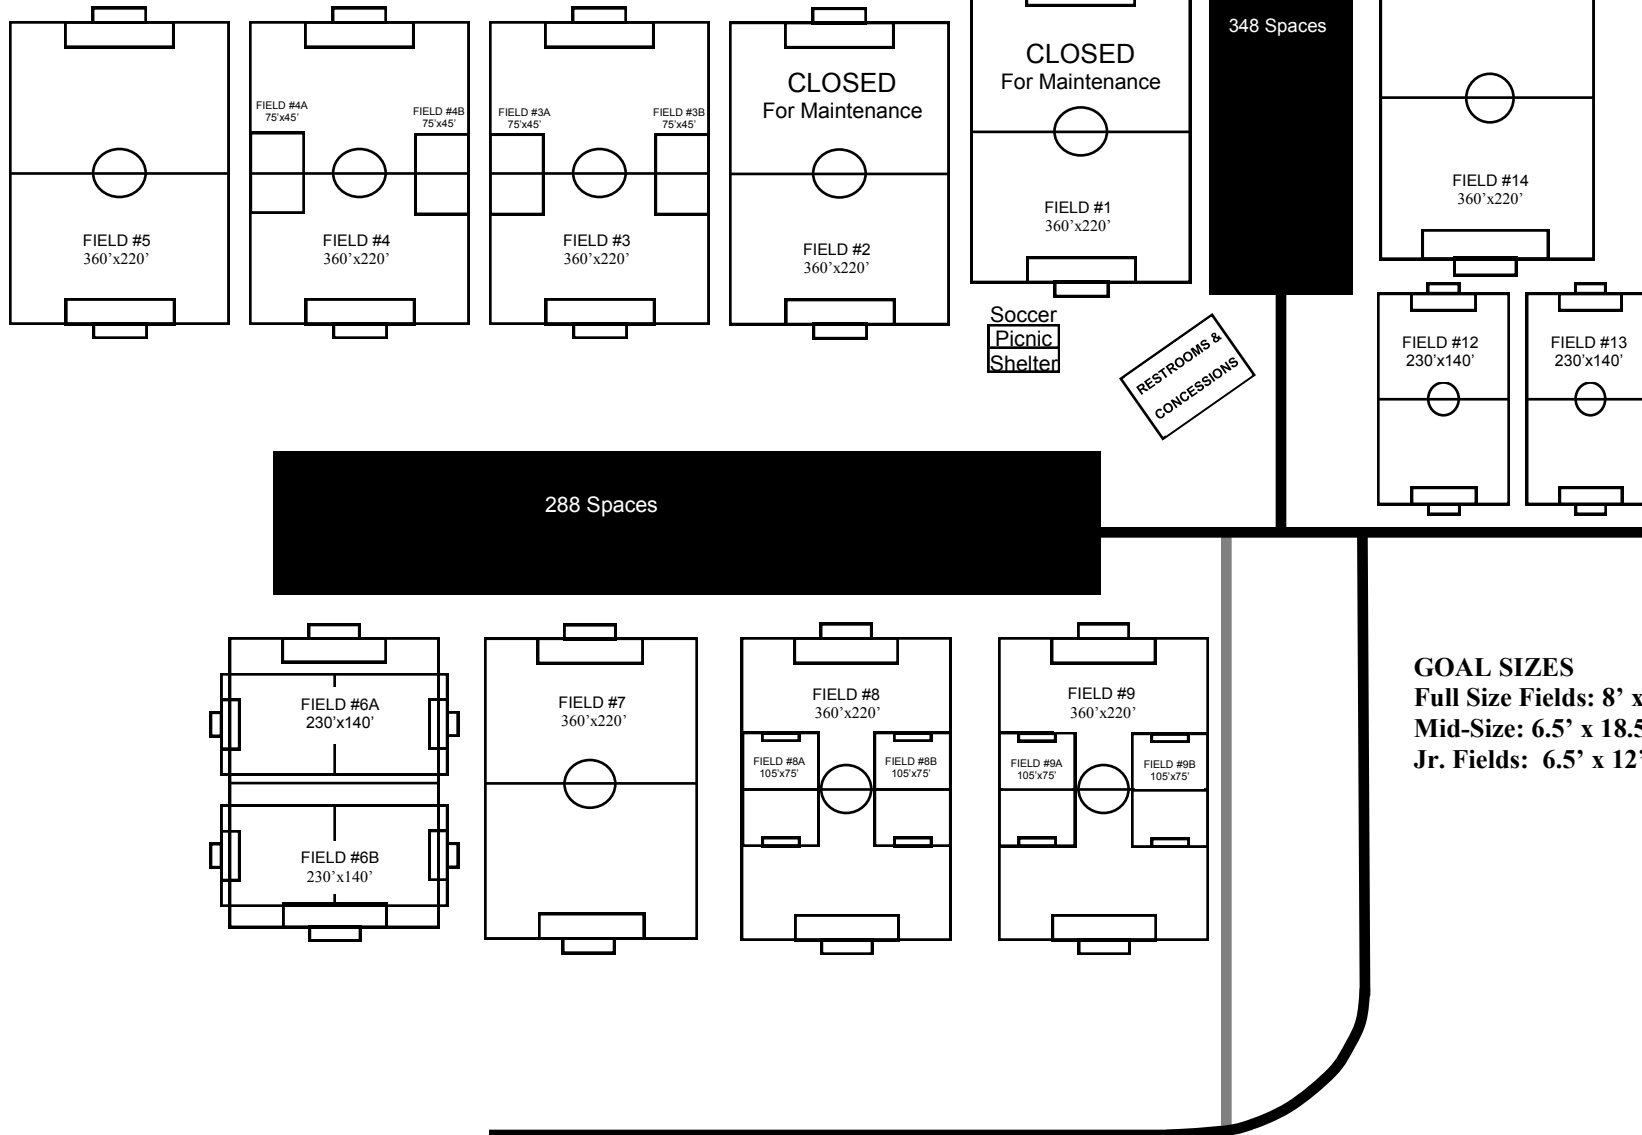 348 Spaces
CLOSED
For Maintenance
CLOSED
For Maintenance
FIELD #4A
75'x45'
FIELD #4B
75'x45'
FIELD #3A
75'x45'
FIELD #3B
75'x45'
FIELD #14
360’x220’
FIELD #1
360’x220’
FIELD #5
360’x220’
FIELD #4
360’x220’
FIELD #3
360’x220’
FIELD #2
360’x220’
Soccer
Picnic
Shelter
RESTROOMS &
CONCESSIONS
FIELD #12
230’x140’
FIELD #13
230’x140’
288 Spaces
FIELD #6A
230’x140’
FIELD #7
360’x220’
FIELD #8
360’x220’
FIELD #9
360’x220’
FIELD #8A
105'x75'
FIELD #8B
105'x75'
FIELD #9A
105'x75'
FIELD #9B
105'x75'
FIELD #6B
230’x140’
GOAL SIZES
Full Size Fields: 8’ x
Mid-Size: 6.5’ x 18.5
Jr. Fields: 6.5’ x 12’